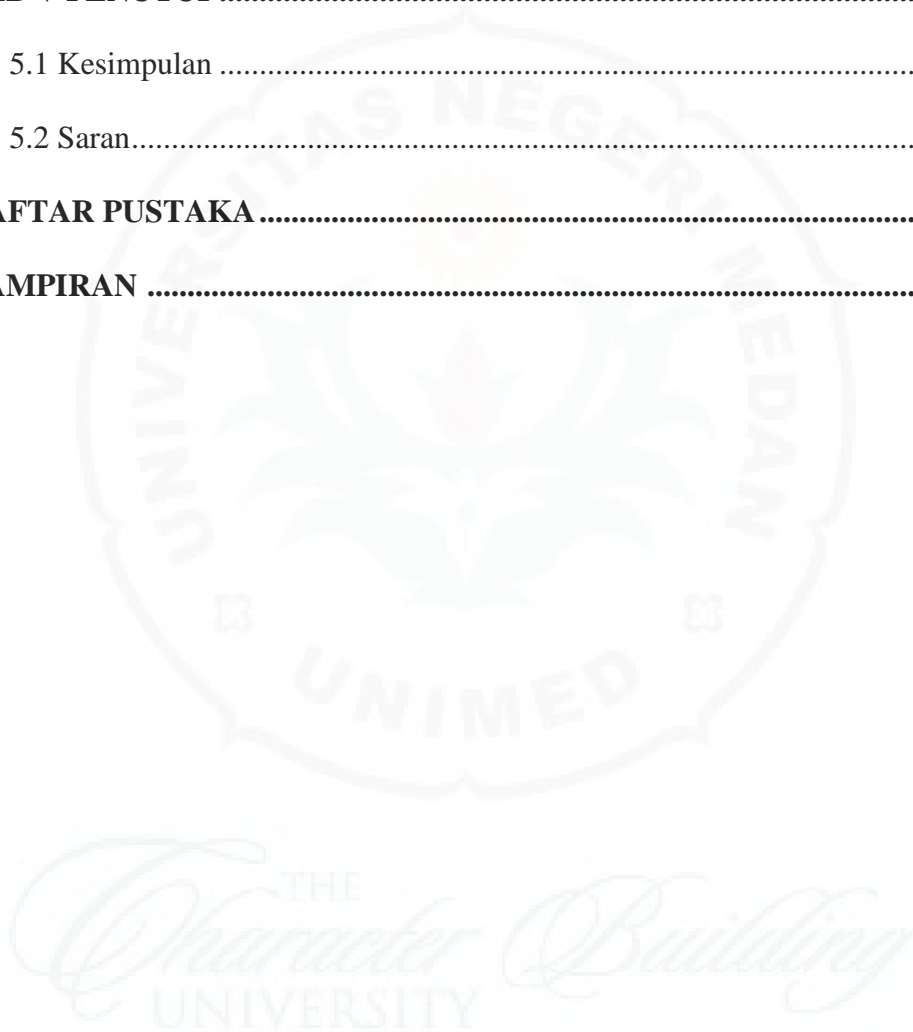 5.1 Kesimpulan ........................................................................................
5.2 Saran...................................................................................................
AFTAR PUSTAKA...................................................................................
AMPIRAN ................................................................................................
UNIVERSITAS NEGERI MEDAN
UNIMED
THE
Character Building
UNIVERSITY